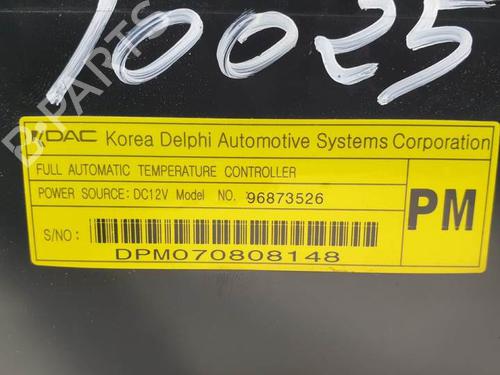 10025
B-PARTS
KDAC Korea Delphi Automotive Systems Corporation
FULL AUTOMATIC TEMPERATURE CONTROLLER
POWER SOURCE: DC12V Model NO. 96873526
PM
S/NO :
DPM070808148